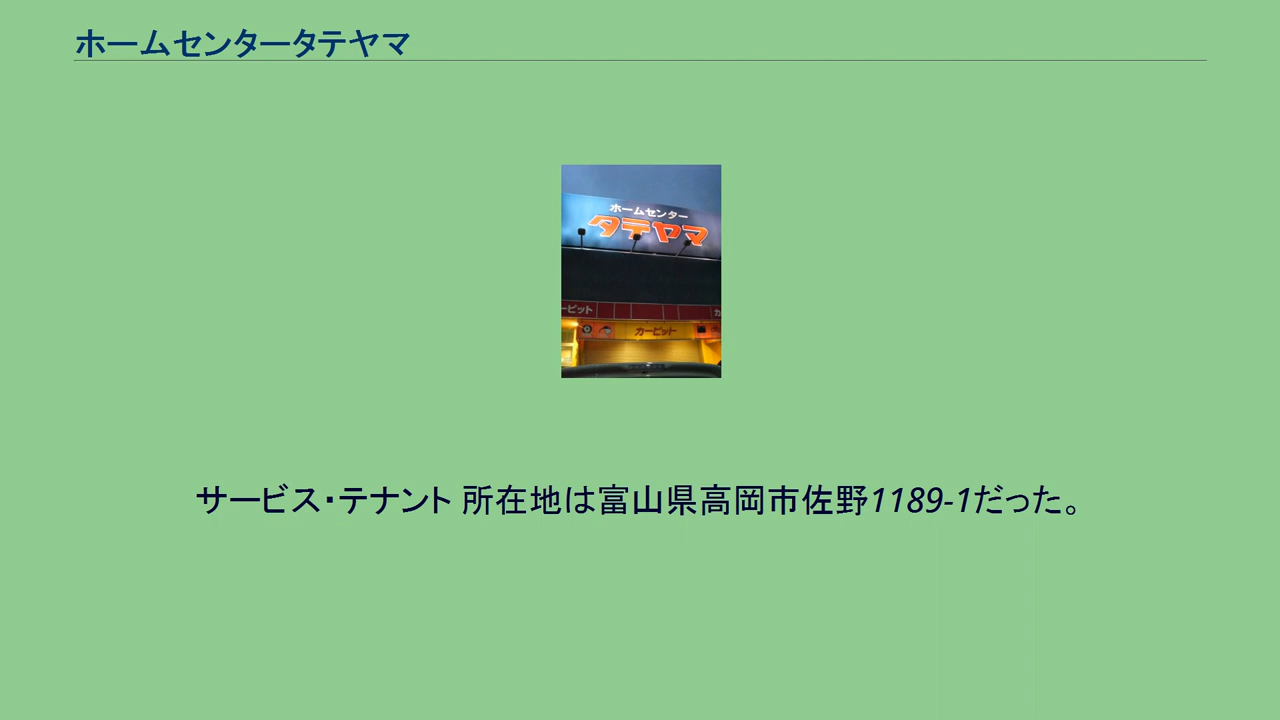 ホームセンタータテヤマ
ホームセンター
タテヤマ
ーピット
カ
カーピット
サービス・テナント 所在地は富山県高岡市佐野1189-1だった。